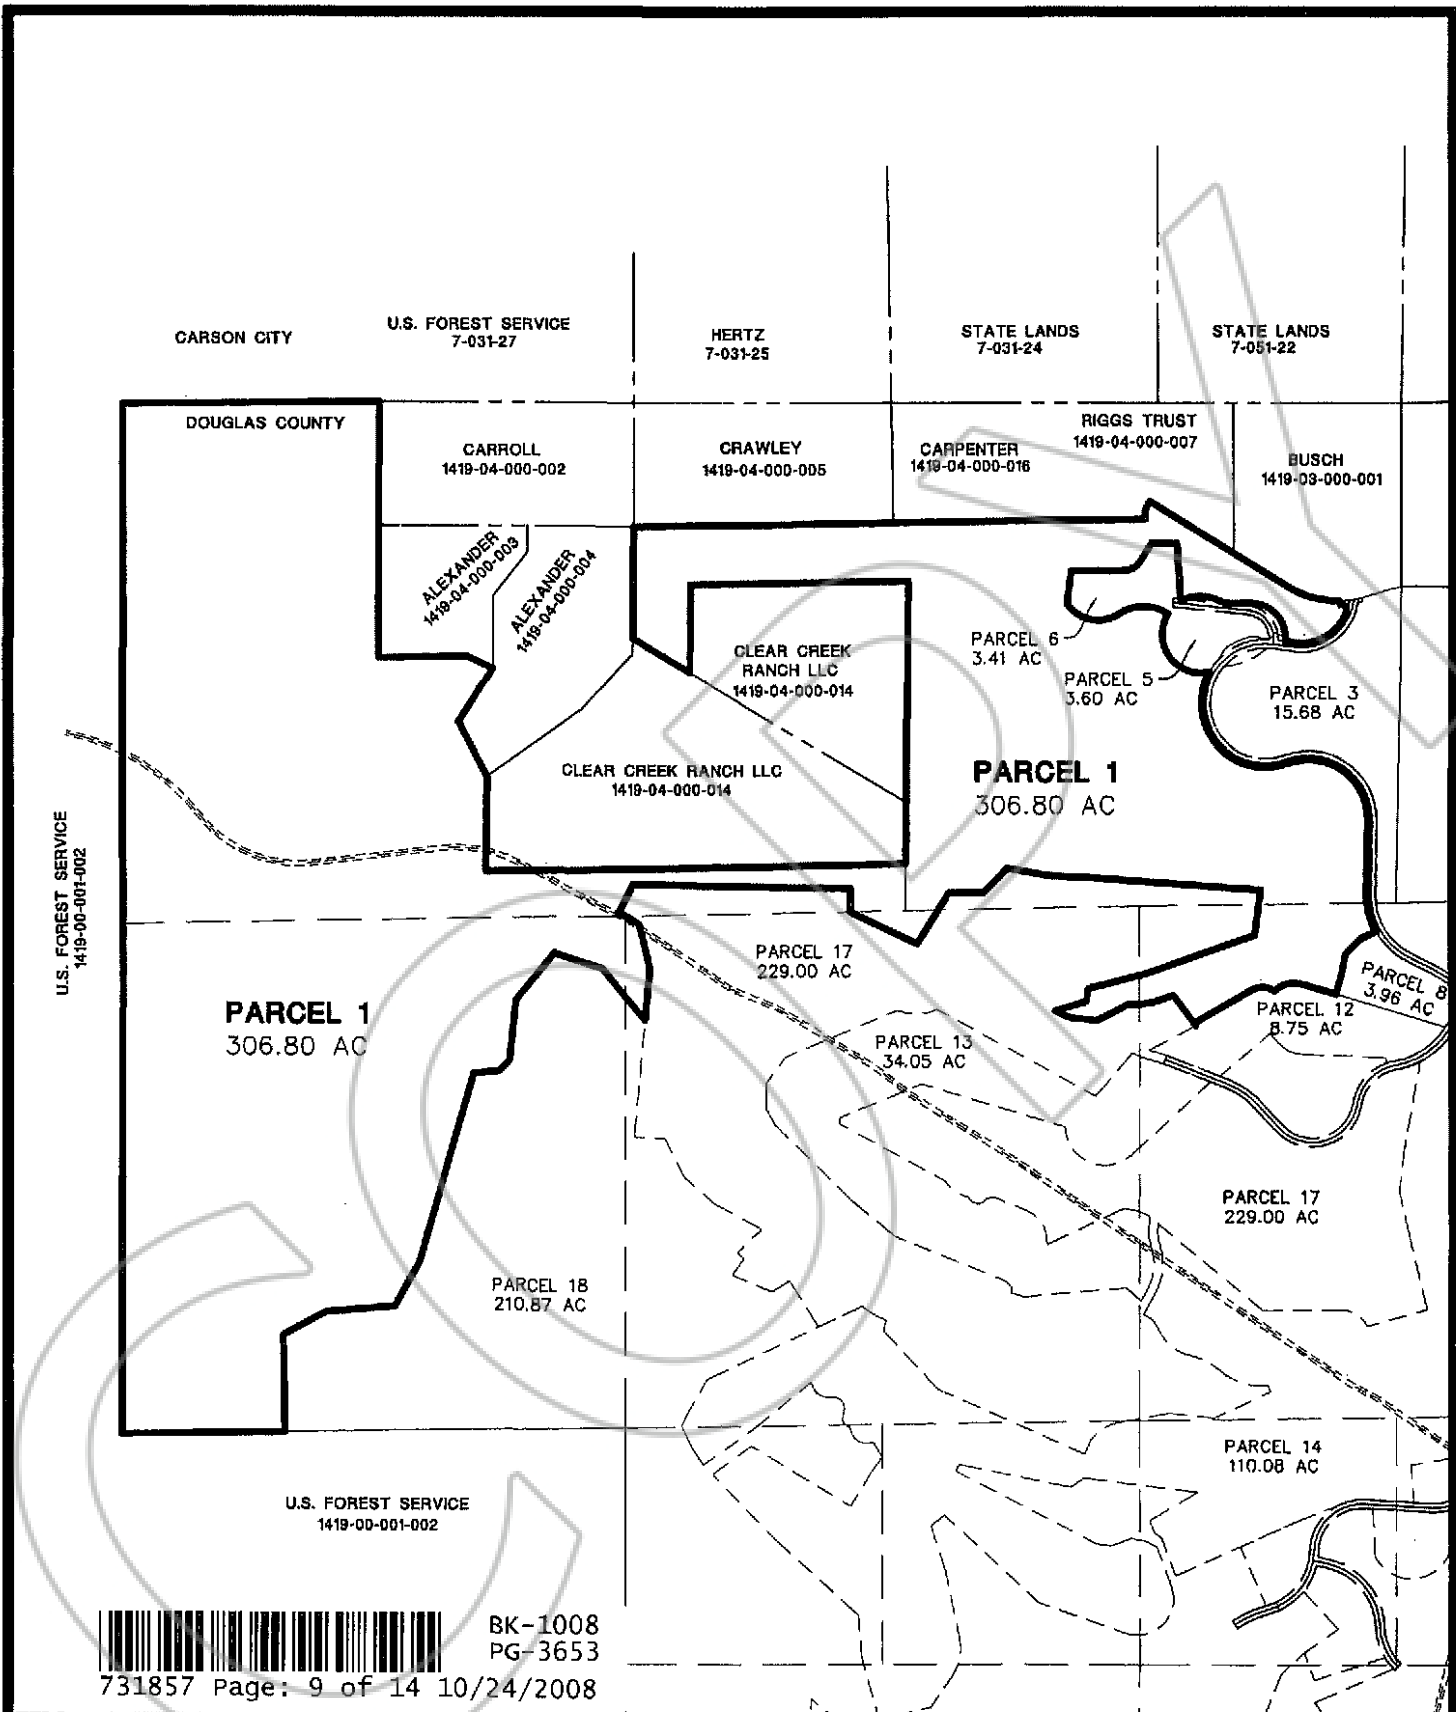 CARSON CITY
U.S. FOREST SERVICE
7-031-27
HERTZ
7-031-25
STATE LANDS
7-031-24
STATE LANDS
7-051-22
DOUGLAS COUNTY
CARROLL
1419-04-000-002
CRAWLEY
1419-04-000-005
CARPENTER
1419-04-000-016
RIGGS TRUST
1419-04-000-007
BUSCH
1419-03-000-001
ALEXANDER
1419-04-000-003
ALEXANDER
1419-04-000-004
CLEAR CREEK
RANCH LLC
1419-04-000-014
PARCEL 6
3.41 AC
PARCEL 5
3.60 AC
PARCEL 3
15.68 AC
CLEAR CREEK RANCH LLC
1419-04-000-014
PARCEL 1
306.80 AC
U.S. FOREST SERVICE
1419-00-001-002
PARCEL 17
229.00 AC
PARCEL 8
3.96 AC
PARCEL 12
8.75 AC
PARCEL 1
306.80 AC
PARCEL 13
34.05 AC
PARCEL 17
229.00 AC
PARCEL 18
210.87 AC
PARCEL 14
110.08 AC
U.S. FOREST SERVICE
1419-00-001-002
BK-1008
PG-3653
731857 Page: 9 of 14 10/24/2008
COPY